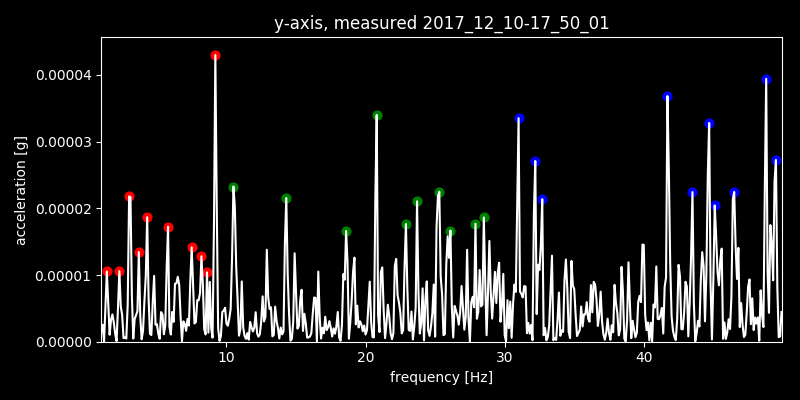 y-axis, measured 2017_12_10-17_50_01
0.00004
0.00003
0.00002
0.00001
0.00000
acceleration [g]
10 20 30 40
frequency [Hz]